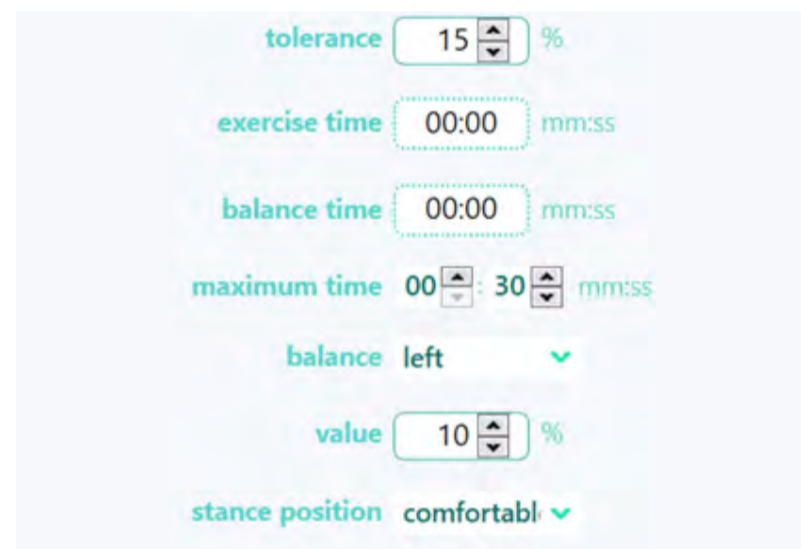 tolerance 15 %
exercise time 00:00 mm:ss
balance time 00:00 mm:ss
maximum time 00 : 30 mm:ss
balance left
value 10 %
stance position comfortabl